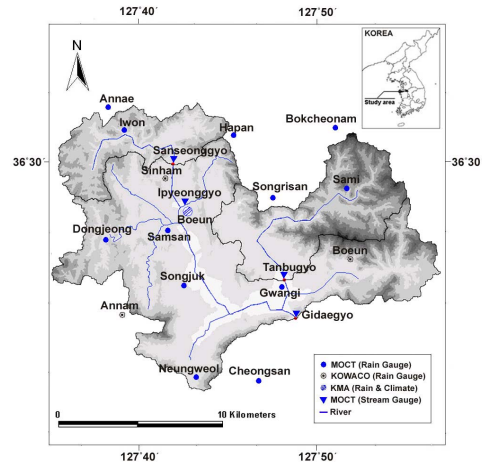 127°40' 127°50'
N
KOREA
Study area
Annae
Iwon
Hapan
Bokcheonam
36°30' 36°30'
Sanseonggyo
Sinham
Ipyeonggyo
Songrisan
Sami
Boeun
Dongjeong
Samsan
Boeun
Tanbugyo
Songjuk
Gwangi
Annam
Gidaegyo
Neungweol
Cheongsan
MOCT (Rain Gauge)
KOWACO (Rain Gauge)
KMA (Rain & Climate)
MOCT (Stream Gauge)
River
0 10 Kilometers
127°40' 127°50'